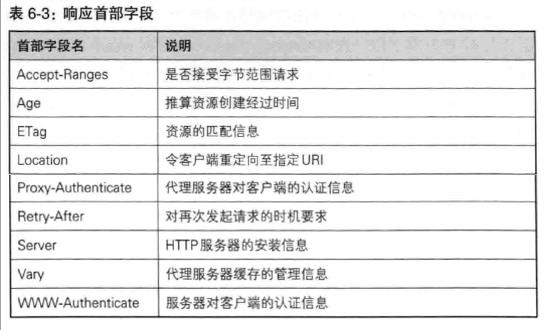 表 6-3：响应首部字段
首部字段名 说明
Accept-Ranges 是否接受字节范围请求
Age 推算资源创建经过时间
ETag 资源的匹配信息
Location 令客户端重定向至指定URI
Proxy-Authenticate 代理服务器对客户端的认证信息
Retry-After 对再次发起请求的时机要求
Server HTTP服务器的安装信息
Vary 代理服务器缓存的管理信息
WWW-Authenticate 服务器对客户端的认证信息